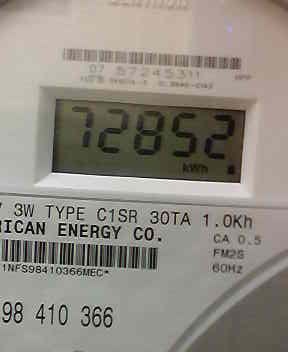 07 57245311
72852
kWh
V 3W TYPE C1SR 30TA 1.0Kh
RICAN ENERGY CO.
CA 0.5
FM2S
60Hz
1NFS98410366MEC*
98 410 366